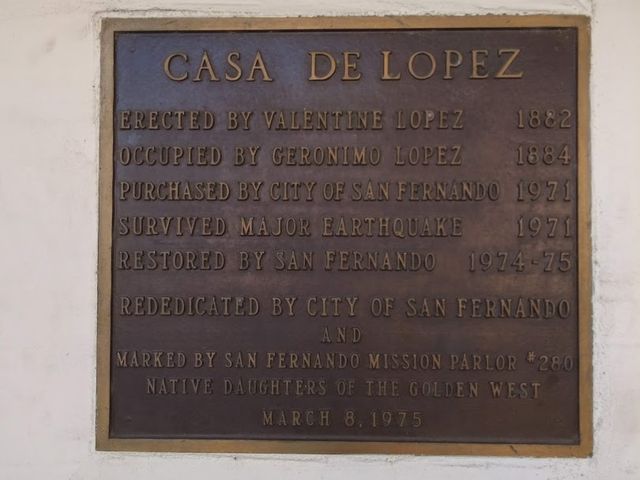 CASA DE LOPEZ
ERECTED BY VALENTINE LOPEZ 1882
OCCUPIED BY GERONIMO LOPEZ 1884
PURCHASED BY CITY OF SAN FERNANDO 1971
SURVIVED MAJOR EARTHQUAKE 1971
RESTORED BY SAN FERNANDO 1974-75
REDEDICATED BY CITY OF SAN FERNANDO
AND
MARKED BY SAN FERNANDO MISSION PARLOR #280
NATIVE DAUGHTERS OF THE GOLDEN WEST
MARCH 8, 1975